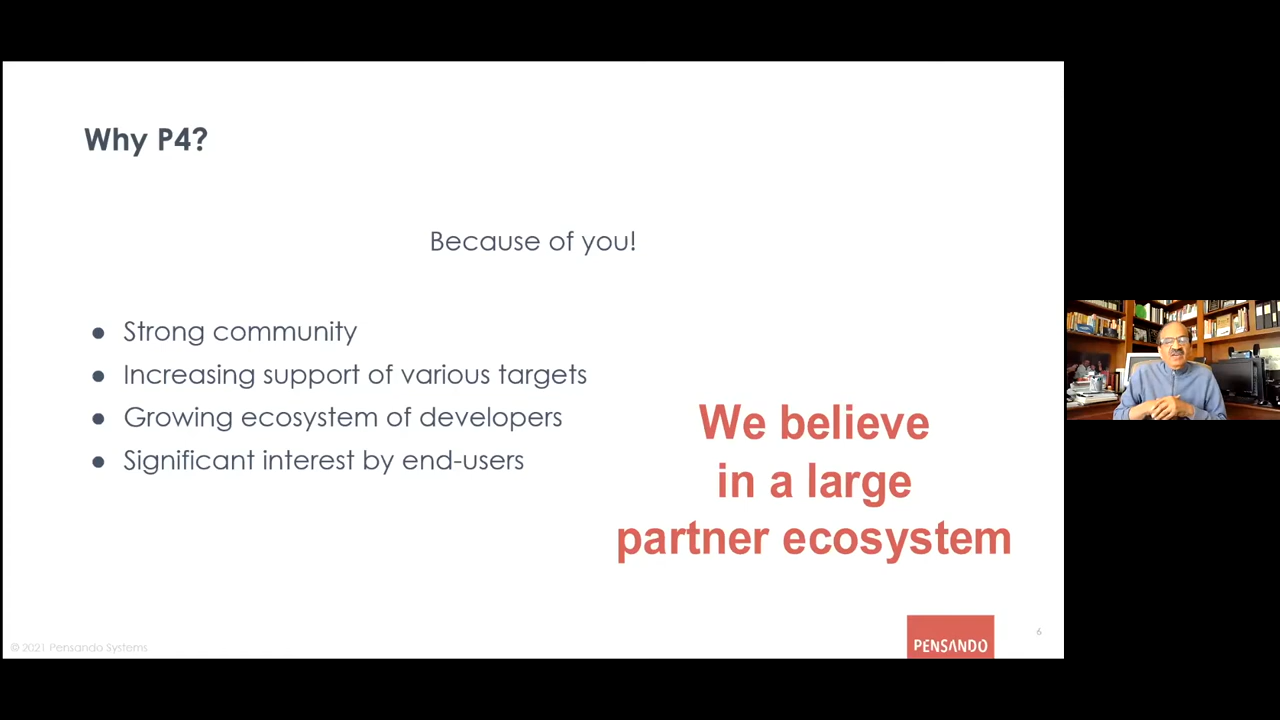 Why P4?
Because of you!
● Strong community
● Increasing support of various targets
● Growing ecosystem of developers
● Significant interest by end-users
We believe
in a large
partner ecosystem
© 2021 Pensando Systems
PENSANDO
6